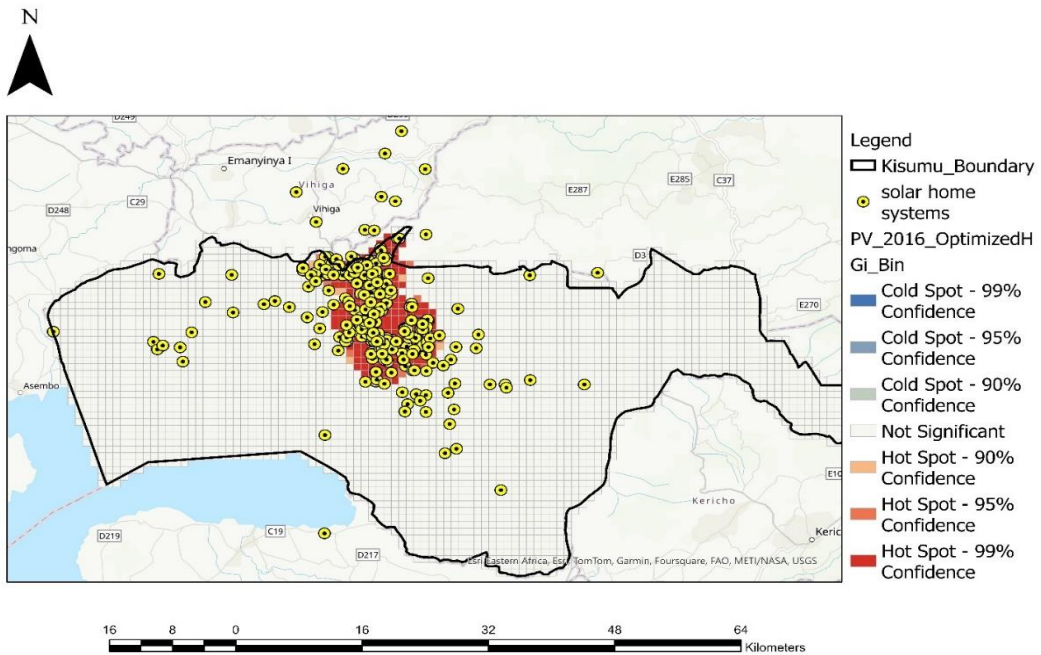 N
D249
Emanyinya I
Vihiga
Vihiga
C29
D248
E287
E285
C37
D3
E270
Asembo
D219
C19
D217
Kericho
Esri Eastern Africa, Esri, TomTom, Garmin, Foursquare, FAO, METI/NASA, USGS
Legend
Kisumu_Boundary
solar home
systems
PV_2016_OptimizedH
Gi_Bin
Cold Spot - 99%
Confidence
Cold Spot - 95%
Confidence
Cold Spot - 90%
Confidence
Not Significant
Hot Spot - 90%
Confidence
Hot Spot - 95%
Confidence
Hot Spot - 99%
Confidence
16 8 0 16 32 48 64
Kilometers